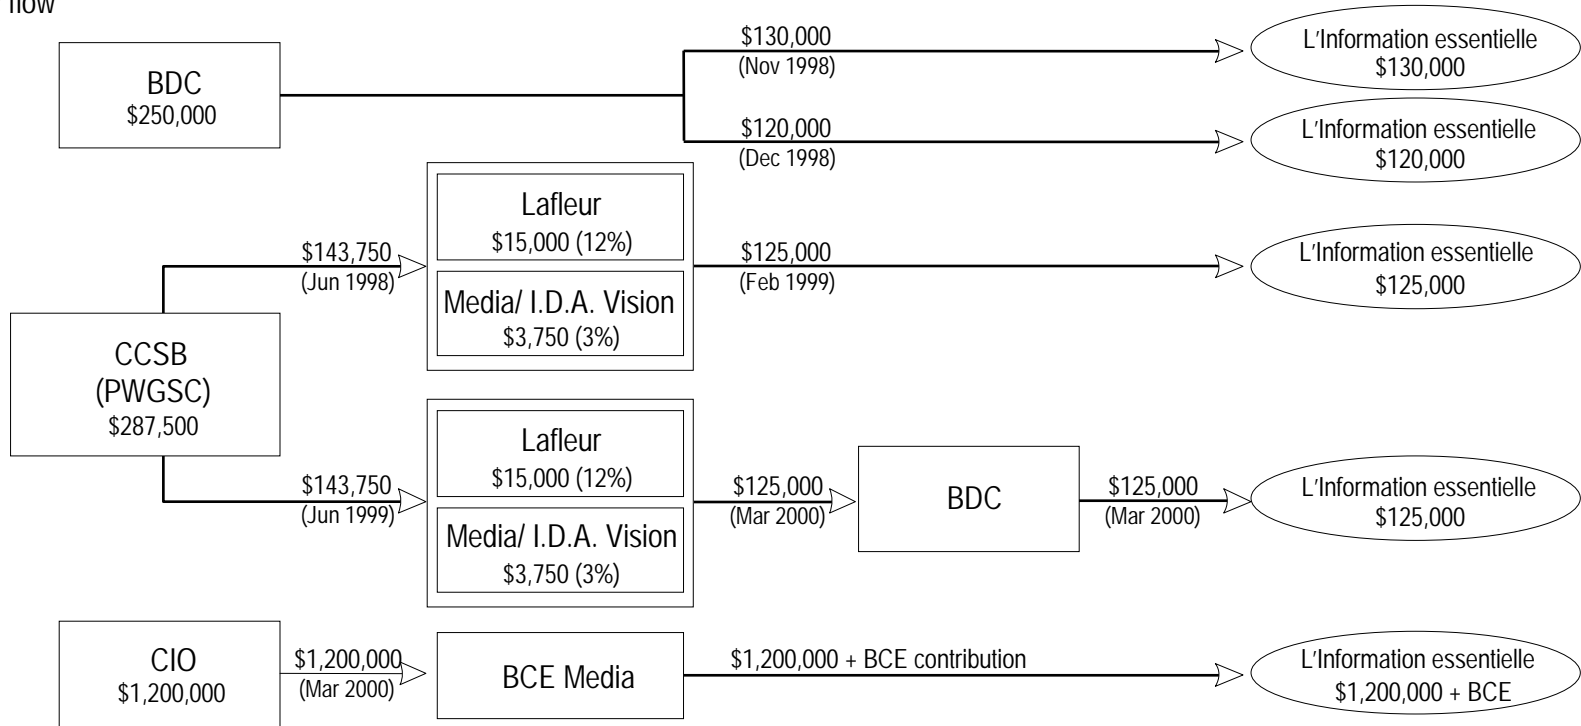 flow
BDC
$250,000
$130,000
(Nov 1998)
L'Information essentielle
$130,000
$120,000
(Dec 1998)
L'Information essentielle
$120,000
CCSB
(PWGSC)
$287,500
$143,750
(Jun 1998)
Lafleur
$15,000 (12%)
Media/ I.D.A. Vision
$3,750 (3%)
$125,000
(Feb 1999)
L'Information essentielle
$125,000
$143,750
(Jun 1999)
Lafleur
$15,000 (12%)
Media/ I.D.A. Vision
$3,750 (3%)
$125,000
(Mar 2000)
BDC
$125,000
(Mar 2000)
L'Information essentielle
$125,000
CIO
$1,200,000
$1,200,000
(Mar 2000)
BCE Media
$1,200,000 + BCE contribution
L'Information essentielle
$1,200,000 + BCE